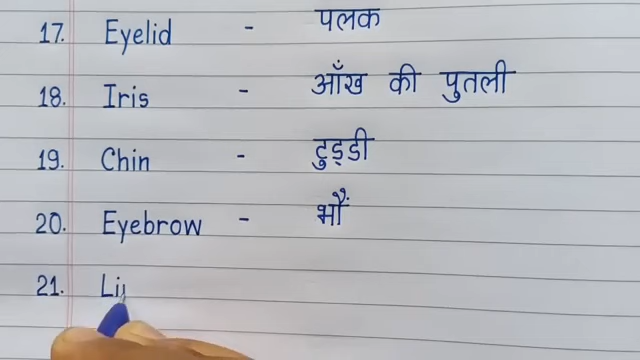 17. Eyelid - पलक
18. Iris - आँख की पुतली
19. Chin - टुड्डी
20. Eyebrow - भौं
21. Li